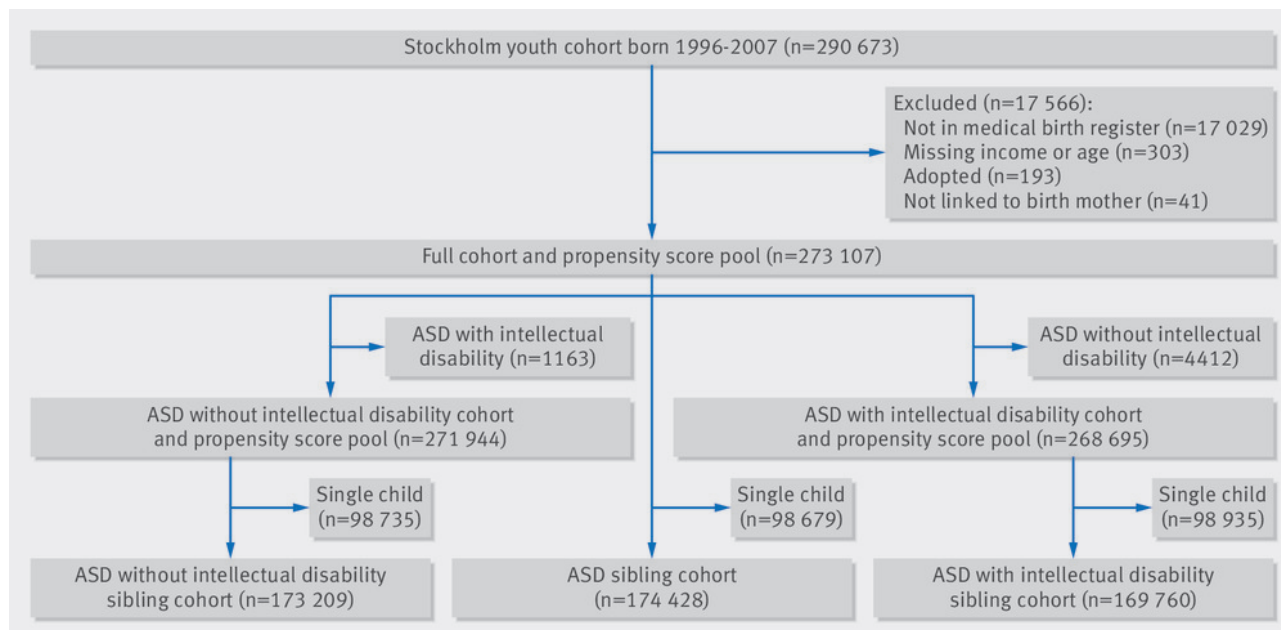 Stockholm youth cohort born 1996-2007 (n=290 673)
Excluded (n=17 566):
Not in medical birth register (n=17 029)
Missing income or age (n=303)
Adopted (n=193)
Not linked to birth mother (n=41)
Full cohort and propensity score pool (n=273 107)
ASD with intellectual
disability (n=1163)
ASD without intellectual
disability (n=4412)
ASD without intellectual disability cohort
and propensity score pool (n=271 944)
ASD with intellectual disability cohort
and propensity score pool (n=268 695)
Single child
(n=98 735)
Single child
(n=98 679)
Single child
(n=98 935)
ASD without intellectual disability
sibling cohort (n=173 209)
ASD sibling cohort
(n=174 428)
ASD with intellectual disability
sibling cohort (n=169 760)